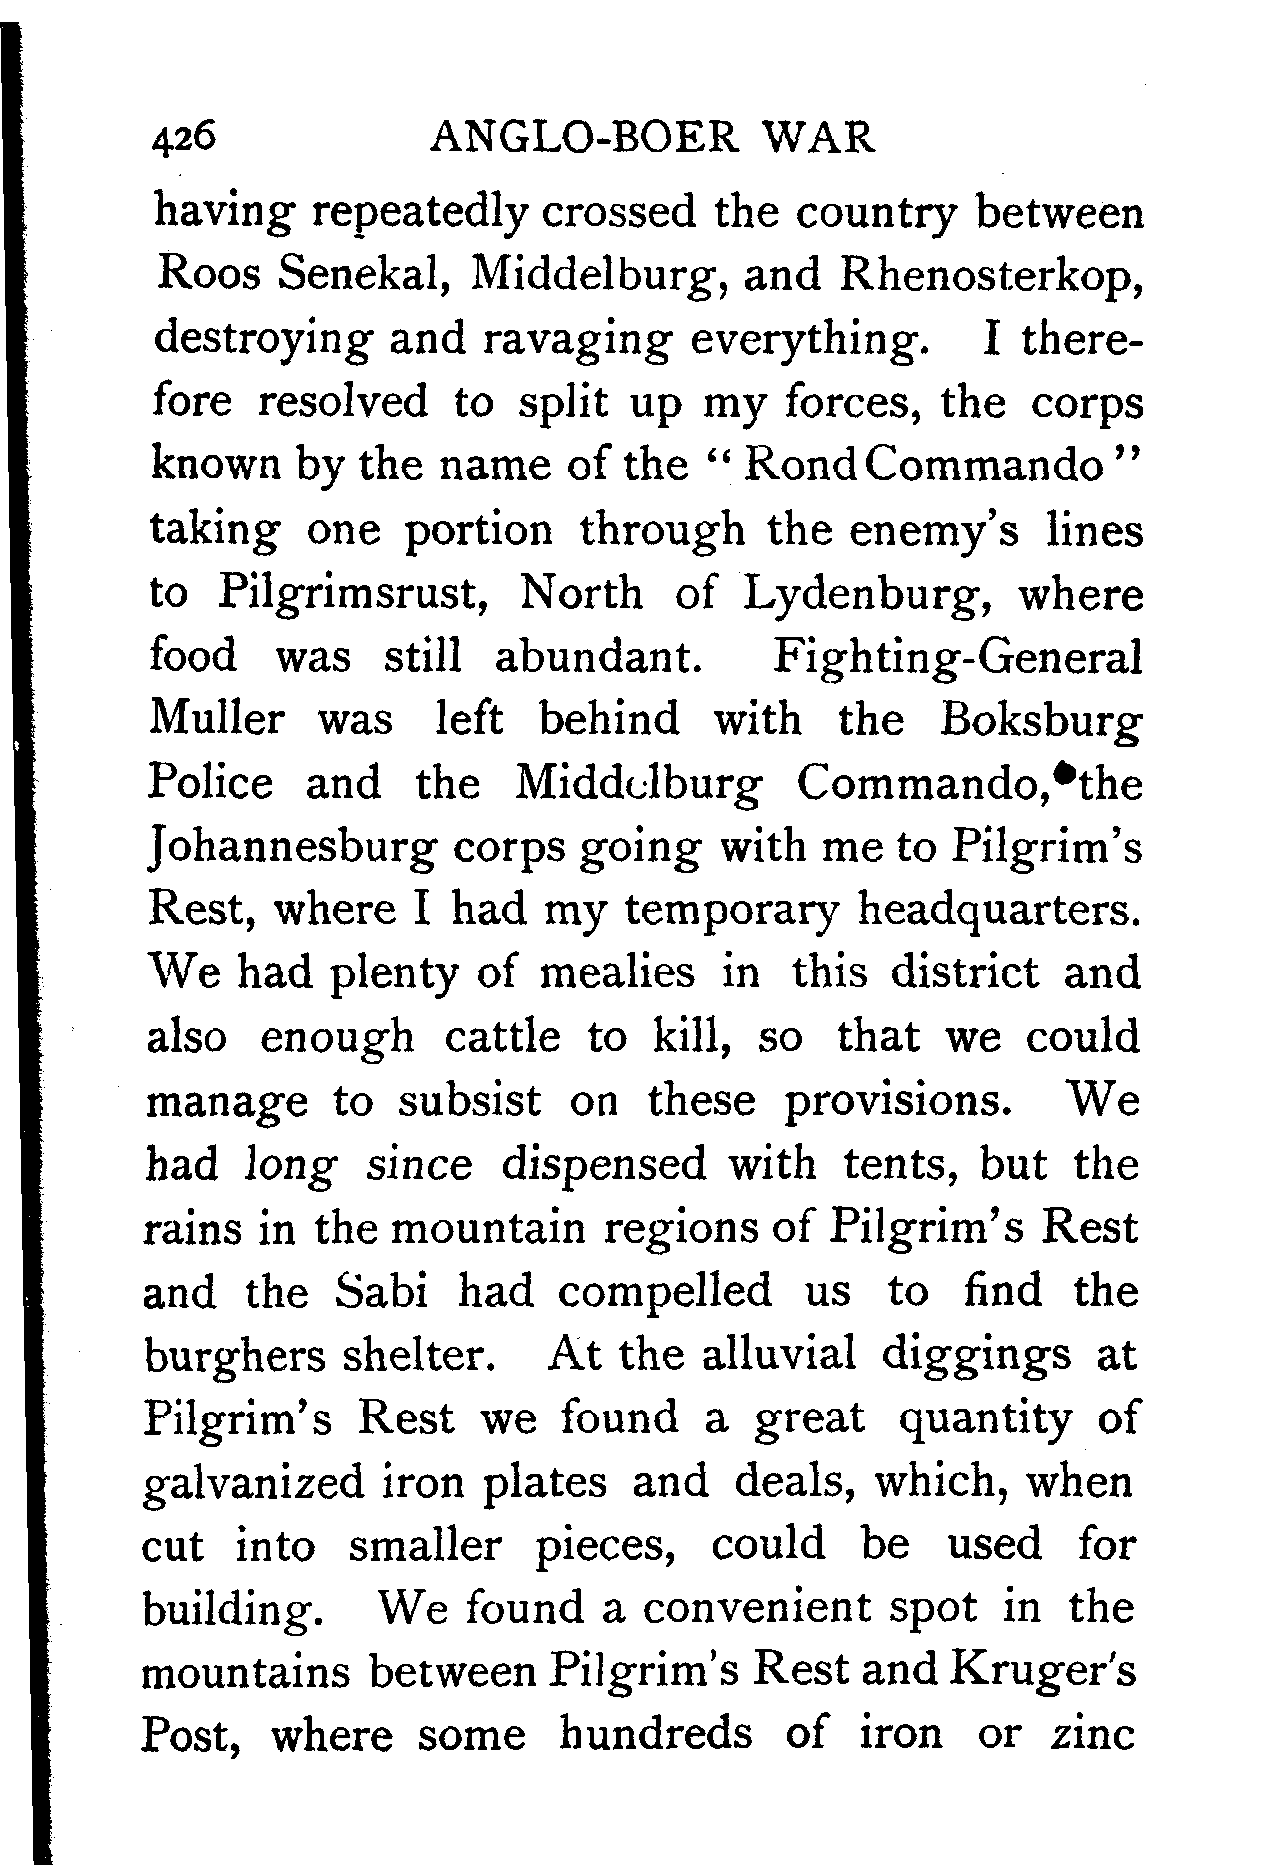 426 ANGLO-BOER WAR
having repeatedly crossed the country between
Roos Senekal, Middelburg, and Rhenosterkop,
destroying and ravaging everything. I there-
fore resolved to split up my forces, the corps
known by the name of the “ Rond Commando ”
taking one portion through the enemy's lines
to Pilgrimsrust, North of Lydenburg, where
food was still abundant. Fighting-General
Muller was left behind with the Boksburg
Police and the Middelburg Commando, the
Johannesburg corps going with me to Pilgrim's
Rest, where I had my temporary headquarters.
We had plenty of mealies in this district and
also enough cattle to kill, so that we could
manage to subsist on these provisions. We
had long since dispensed with tents, but the
rains in the mountain regions of Pilgrim's Rest
and the Sabi had compelled us to find the
burghers shelter. At the alluvial diggings at
Pilgrim's Rest we found a great quantity of
galvanized iron plates and deals, which, when
cut into smaller pieces, could be used for
building. We found a convenient spot in the
mountains between Pilgrim's Rest and Kruger's
Post, where some hundreds of iron or zinc